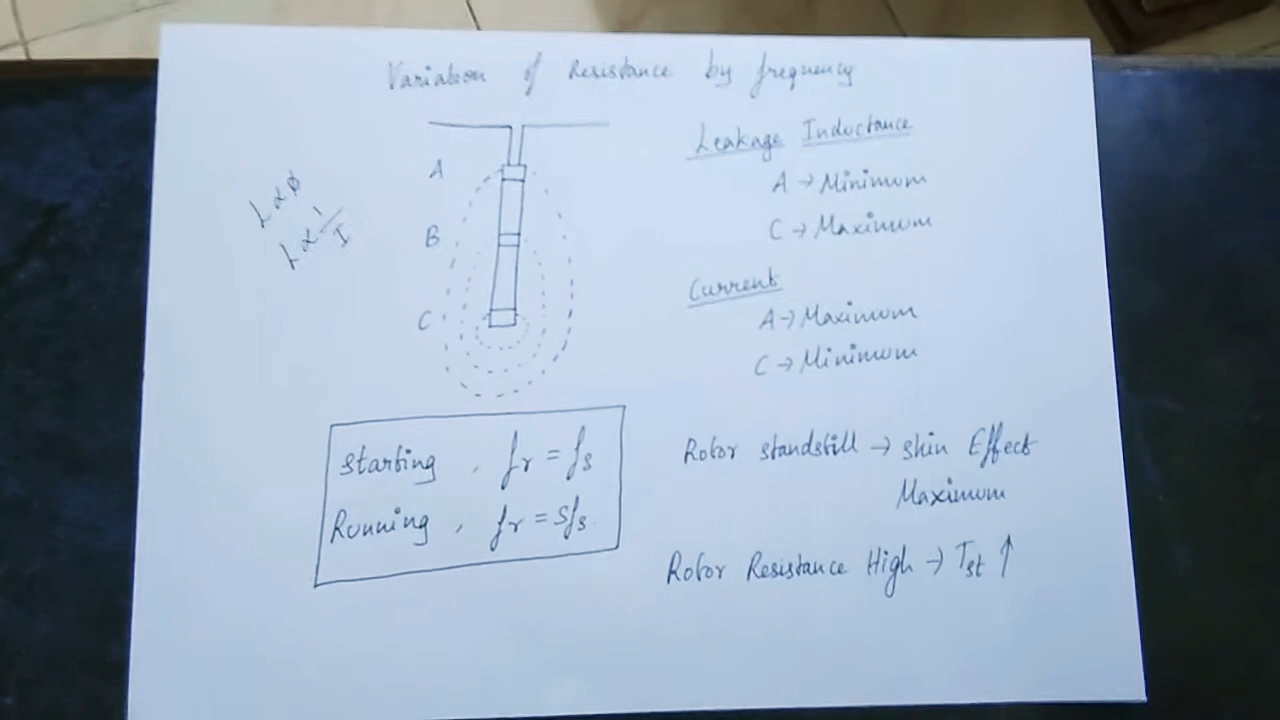 Variation of Resistance by frequency
A
B
C
L α ϕ
L α 1/I
Leakage Inductance
A → Minimum
C → Maximum
Current
A → Maximum
C → Minimum
Starting , fr = fs
Running , fr = sfs
Rotor standstill → skin Effect
Maximum
Rotor Resistance High → Tst ↑